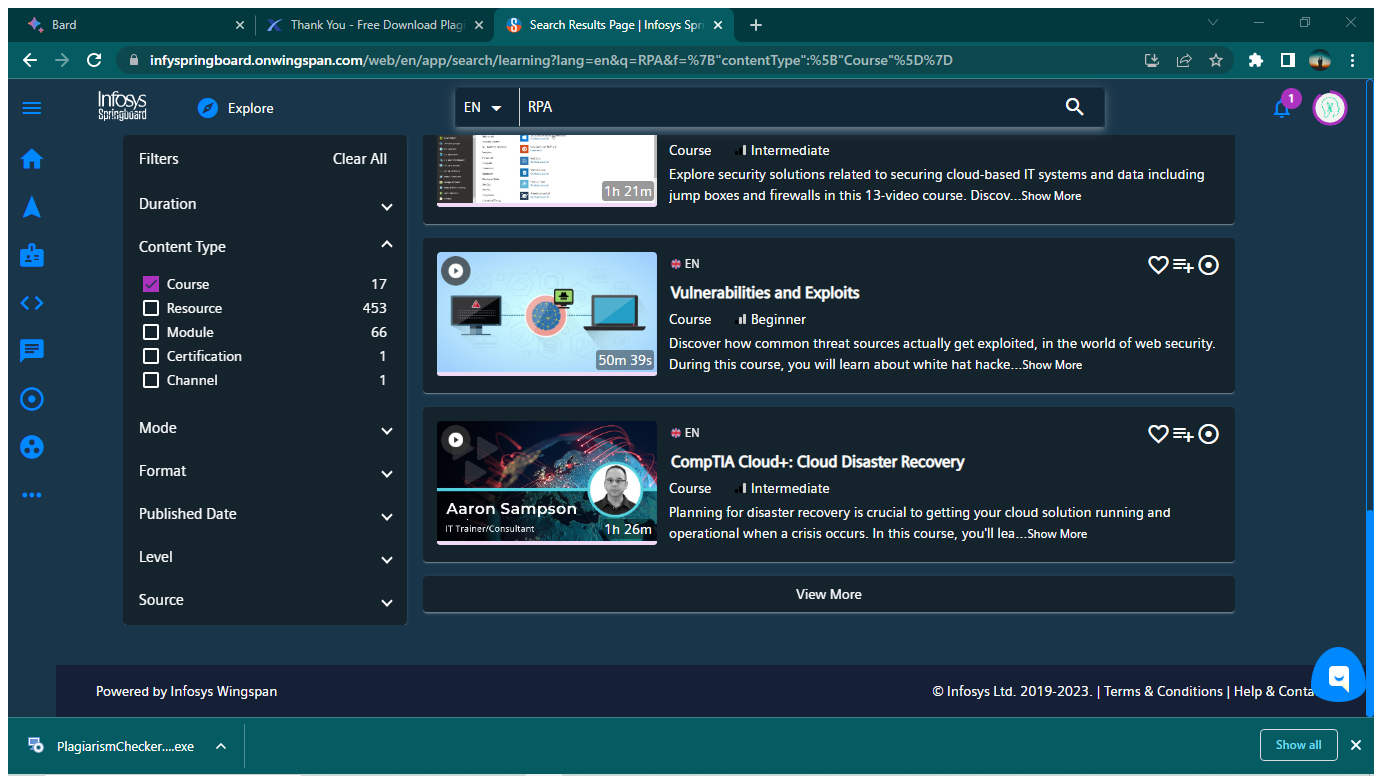 Bard
Thank You - Free Download Plagi
Search Results Page | Infosys Spri
infyspringboard.onwingspan.com/web/en/app/search/learning?lang=en&q=RPA&f=%7B"contentType":%5B"Course"%5D%7D
Infosys
Springboard
Explore
EN
RPA
1
Filters
Clear All
Duration
Content Type
Course 17
Resource 453
Module 66
Certification 1
Channel 1
Mode
Format
Published Date
Level
Source
1h 21m
Course Intermediate
Explore security solutions related to securing cloud-based IT systems and data including
jump boxes and firewalls in this 13-video course. Discov...Show More
50m 39s
EN
Vulnerabilities and Exploits
Course Beginner
Discover how common threat sources actually get exploited, in the world of web security.
During this course, you will learn about white hat hacke...Show More
Aaron Sampson
IT Trainer/Consultant
1h 26m
EN
CompTIA Cloud+: Cloud Disaster Recovery
Course Intermediate
Planning for disaster recovery is crucial to getting your cloud solution running and
operational when a crisis occurs. In this course, you'll lea...Show More
View More
Powered by Infosys Wingspan
© Infosys Ltd. 2019-2023. | Terms & Conditions | Help & Conta
PlagiarismChecker....exe
Show all